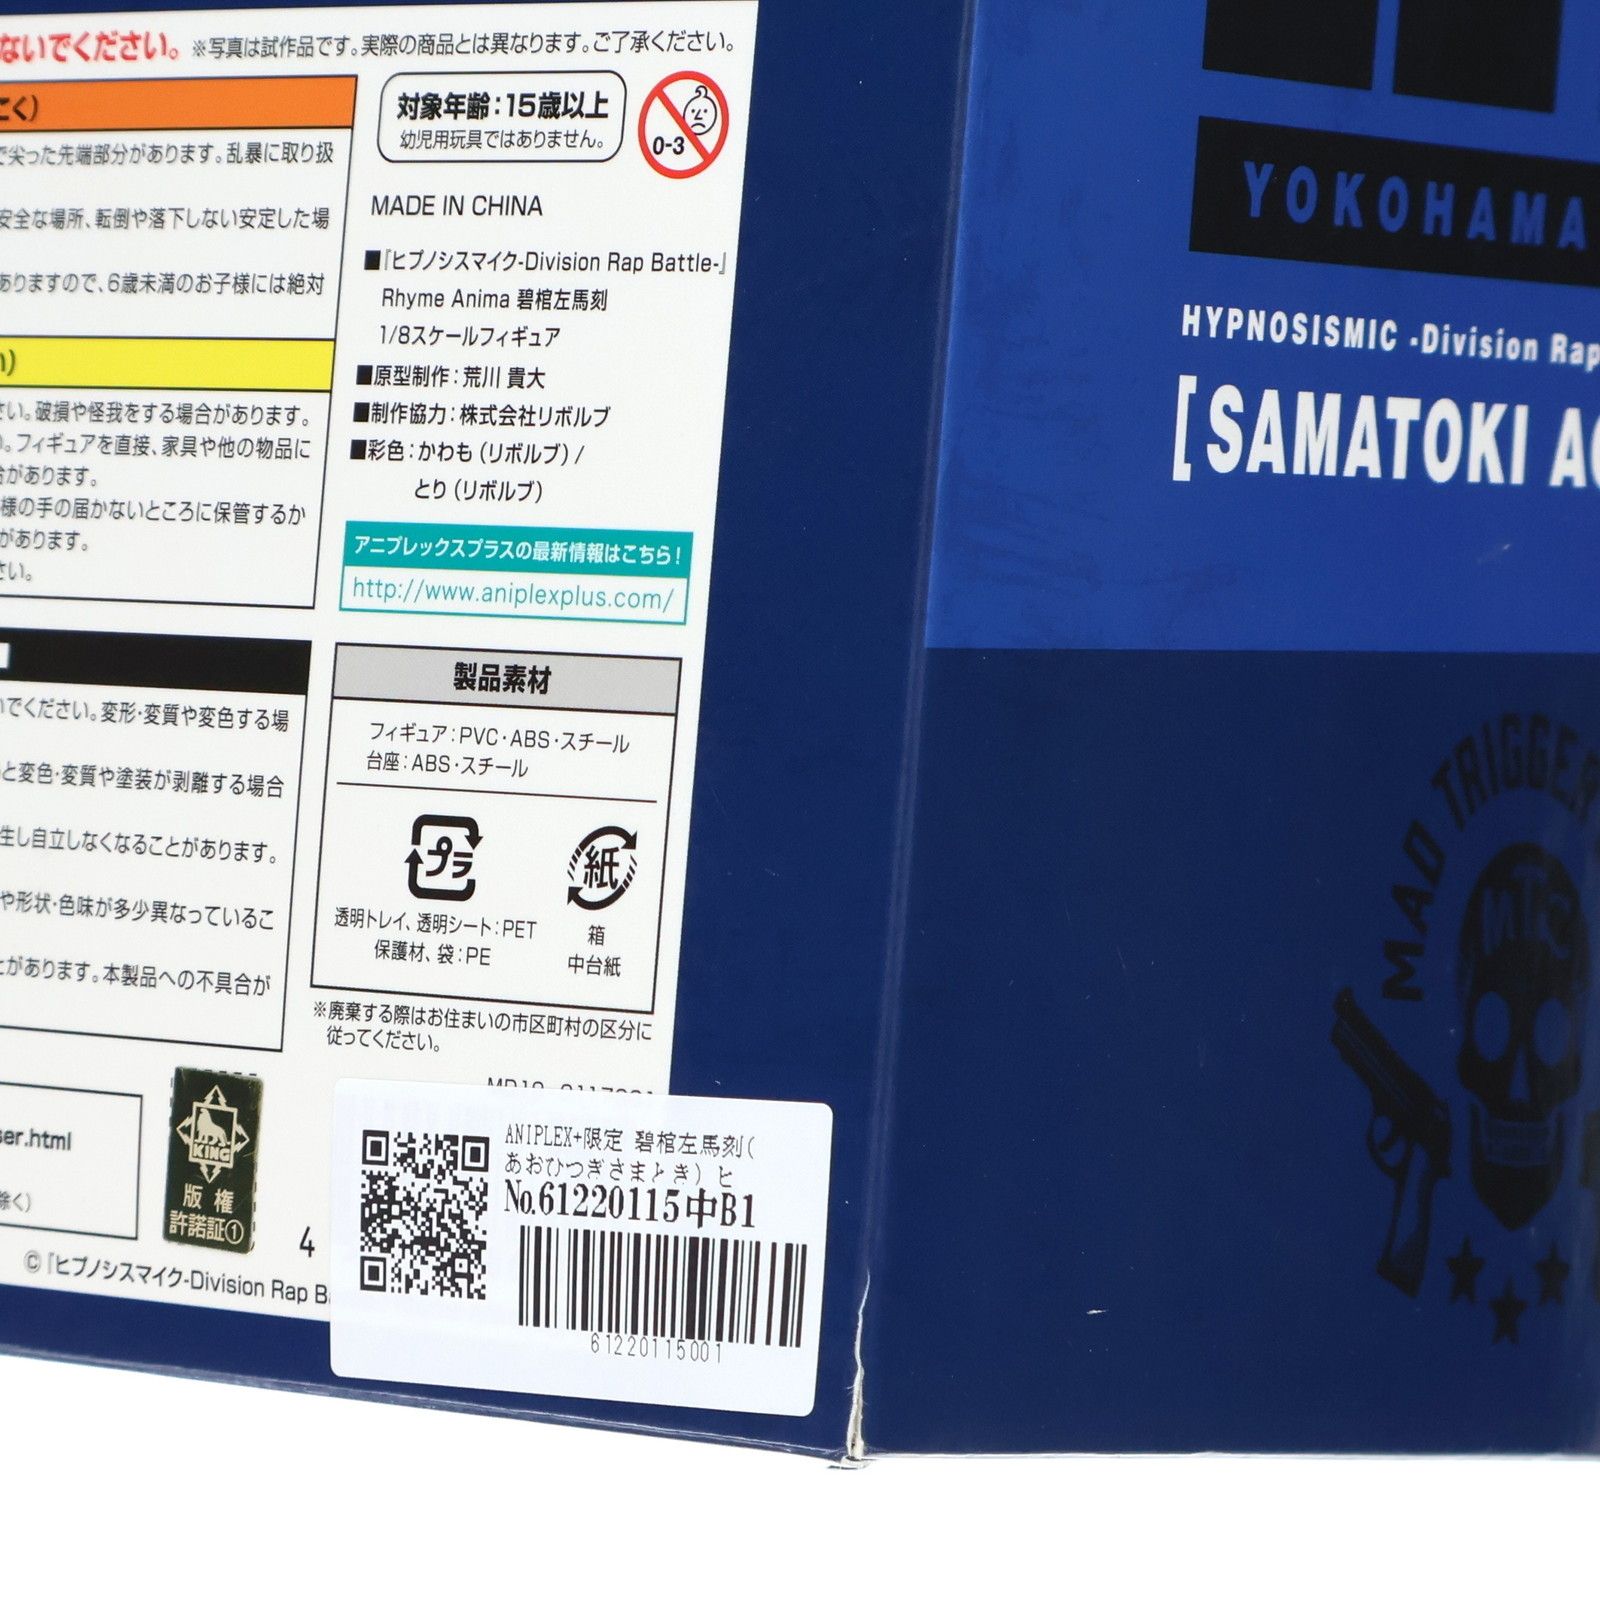 ないでください。※写真は試作品です。実際の商品とは異なります。ご了承ください。
こく）
で尖った先端部分があります。乱暴に取り扱
安全な場所、転倒や落下しない安定した場
ありますので、6歳未満のお子様には絶対
さい。破損や怪我をする場合があります。
。フィギュアを直接、家具や他の物品に
合があります。
様の手の届かないところに保管するか
があります。
さい。
いでください。変形・変質や変色する場
と変色・変質や塗装が剥離する場合
生し自立しなくなることがあります。
や形状・色味が多少異なっているこ
とがあります。本製品への不具合が
ser.html
除く）
対象年齢：15歳以上
幼児用玩具ではありません。
0-3
MADE IN CHINA
■『ヒプノシスマイク-Division Rap Battle-』
Rhyme Anima 碧棺左馬刻
1/8スケールフィギュア
■原型制作：荒川 貴大
■制作協力：株式会社リボルブ
■彩色：かわも（リボルブ）/
とり（リボルブ）
アニプレックスプラスの最新情報はこちら！
http://www.aniplexplus.com/
製品素材
フィギュア：PVC・ABS・スチール
台座：ABS・スチール
プラ
紙
透明トレイ、透明シート：PET
保護材、袋：PE
箱
中台紙
※廃棄する際はお住まいの市区町村の区分に
従ってください。
KING
版権
許諾証①
4
©『ヒプノシスマイク-Division Rap Ba
ANIPLEX+限定 碧棺左馬刻(
あおひつぎさまとき) ヒ
No.61220115中B1
61220115001
YOKOHAMA
HYPNOSISMIC -Division Rap
[SAMATOKI AO
MAD TRIGGER
MTC